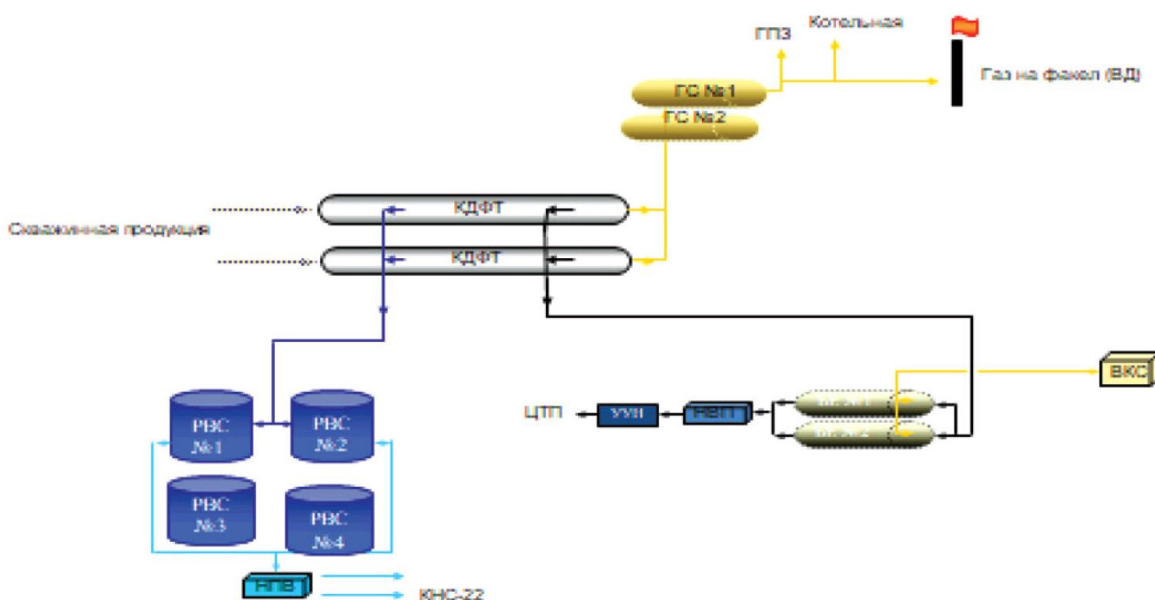 Котельная
ГПЗ
Газ на факел (ВД)
ГС №1
ГС №2
КДФТ
Скважинная продукция
КДФТ
ВКС
ЦТП
УУН
НВП
РВС
№1
РВС
№2
РВС
№3
РВС
№4
НПВ
КНС-22